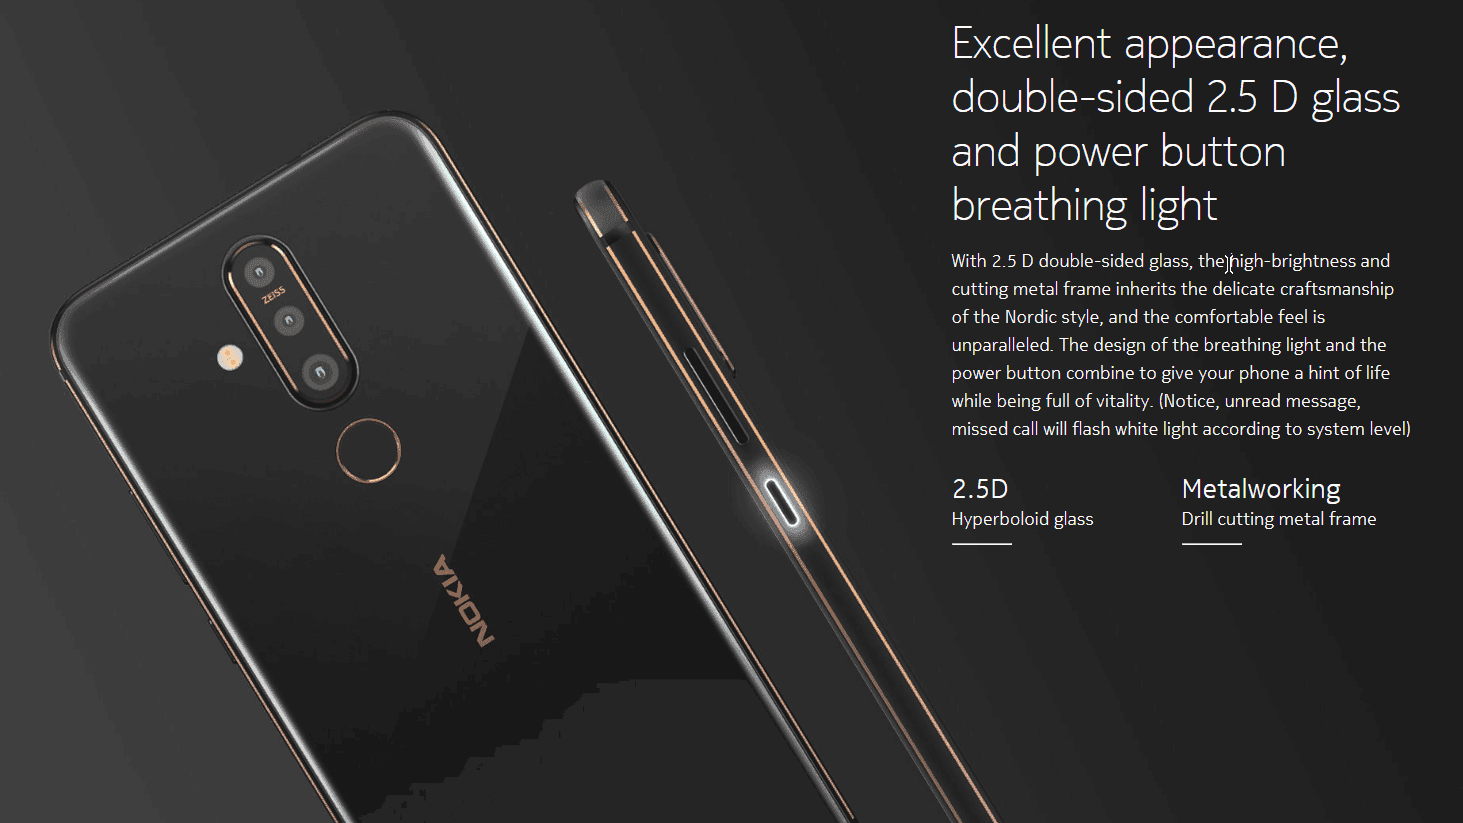 Excellent appearance,
double-sided 2.5 D glass
and power button
breathing light
With 2.5 D double-sided glass, the high-brightness and
cutting metal frame inherits the delicate craftsmanship
of the Nordic style, and the comfortable feel is
unparalleled. The design of the breathing light and the
power button combine to give your phone a hint of life
while being full of vitality. (Notice, unread message,
missed call will flash white light according to system level)
2.5D
Hyperboloid glass
Metalworking
Drill cutting metal frame
ZEISS
NOKIA